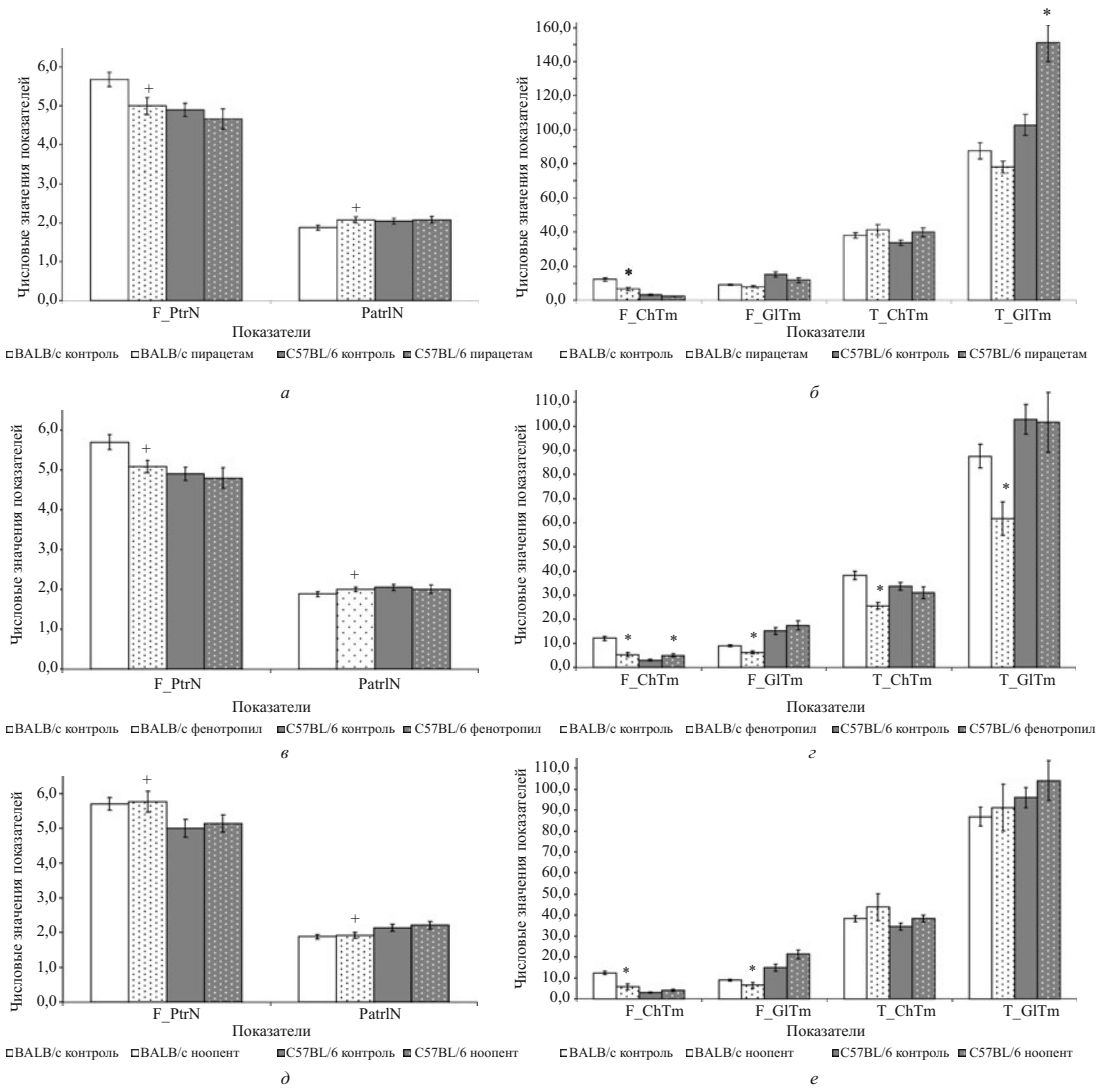 Числовые значения показателей
6,0
5,0
4,0
3,0
2,0
1,0
0,0
+
+
F_PtrN PatrlN
Показатели
□BALB/c контроль □BALB/c пирацетам ■C57BL/6 контроль ■C57BL/6 пирацетам
а
Числовые значения показателей
160,0
140,0
120,0
100,0
80,0
60,0
40,0
20,0
0,0
*
*
F_ChTm F_GlTm T_ChTm T_GlTm
Показатели
□BALB/c контроль □BALB/c пирацетам ■C57BL/6 контроль ■C57BL/6 пирацетам
б
Числовые значения показателей
6,0
5,0
4,0
3,0
2,0
1,0
0,0
+
+
F_PtrN PatrlN
Показатели
□BALB/c контроль □BALB/c фенотропил ■C57BL/6 контроль ■C57BL/6 фенотропил
в
Числовые значения показателей
110,0
100,0
90,0
80,0
70,0
60,0
50,0
40,0
30,0
20,0
10,0
0,0
* * * * *
F_ChTm F_GlTm T_ChTm T_GlTm
Показатели
□BALB/c контроль □BALB/c фенотропил ■C57BL/6 контроль ■C57BL/6 фенотропил
г
Числовые значения показателей
6,0
5,0
4,0
3,0
2,0
1,0
0,0
+
+
F_PtrN PatrlN
Показатели
□BALB/c контроль □BALB/c ноопент ■C57BL/6 контроль ■C57BL/6 ноопент
д
Числовые значения показателей
110,0
100,0
90,0
80,0
70,0
60,0
50,0
40,0
30,0
20,0
10,0
0,0
* *
F_ChTm F_GlTm T_ChTm T_GlTm
Показатели
□BALB/c контроль □BALB/c ноопент ■C57BL/6 контроль ■C57BL/6 ноопент
е